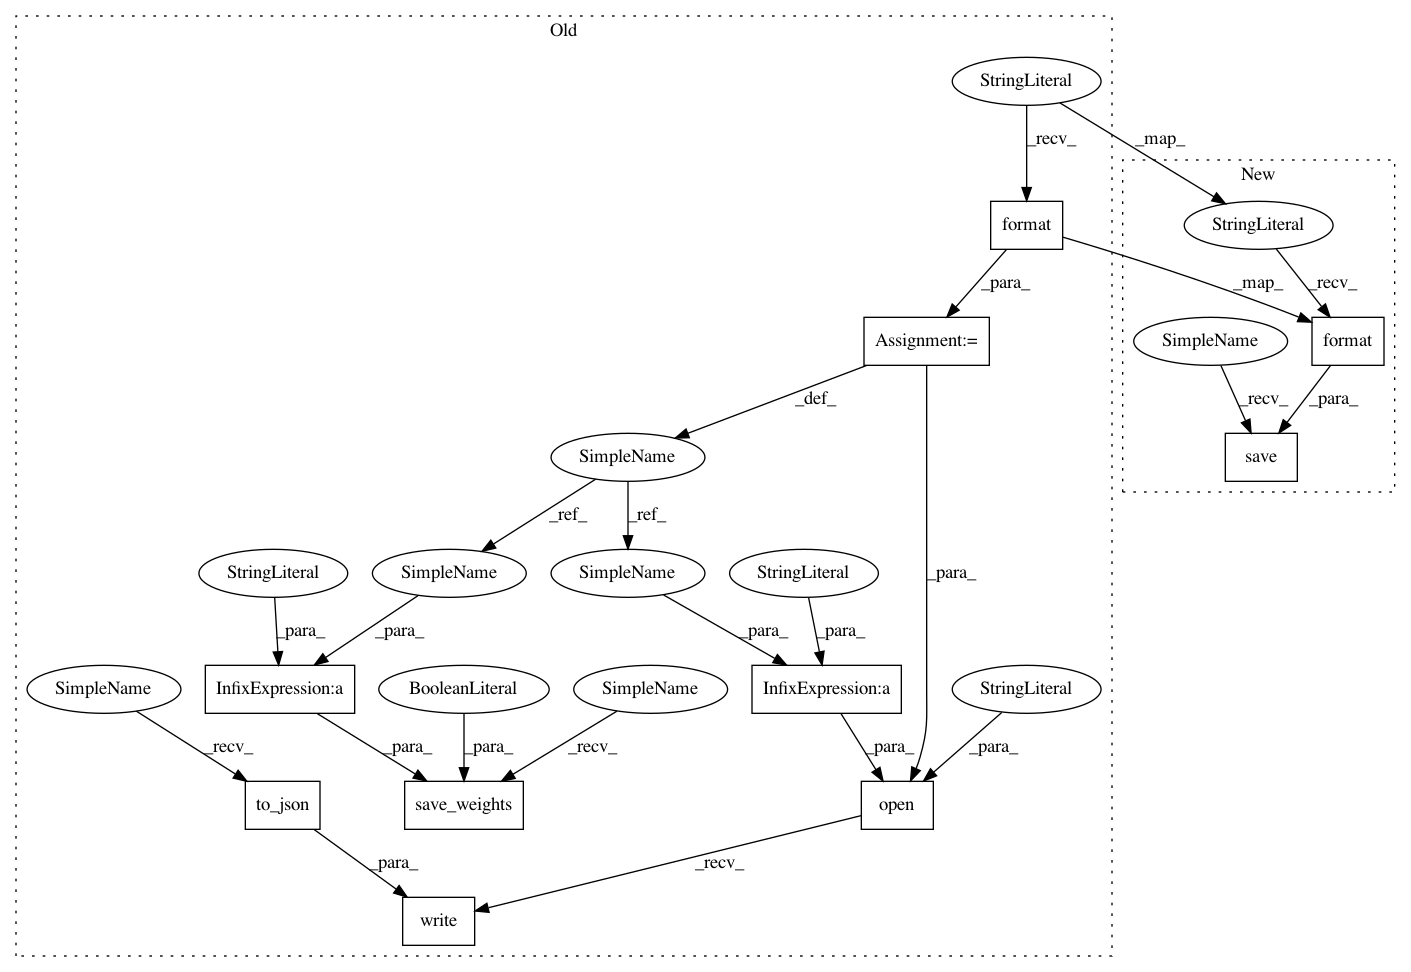 Old
StringLiteral
_recv_
_map_
New
format
StringLiteral
_para_
_map_
_recv_
Assignment:=
SimpleName
format
_def_
_recv_
_para_
SimpleName
save
_ref_
_ref_
StringLiteral
SimpleName
SimpleName
StringLiteral
_para_
_para_
_para_
_para_
_para_
SimpleName
InfixExpression:a
BooleanLiteral
SimpleName
InfixExpression:a
StringLiteral
_recv_
_para_
_para_
_recv_
_para_
_para_
to_json
save_weights
open
_para_
_recv_
write